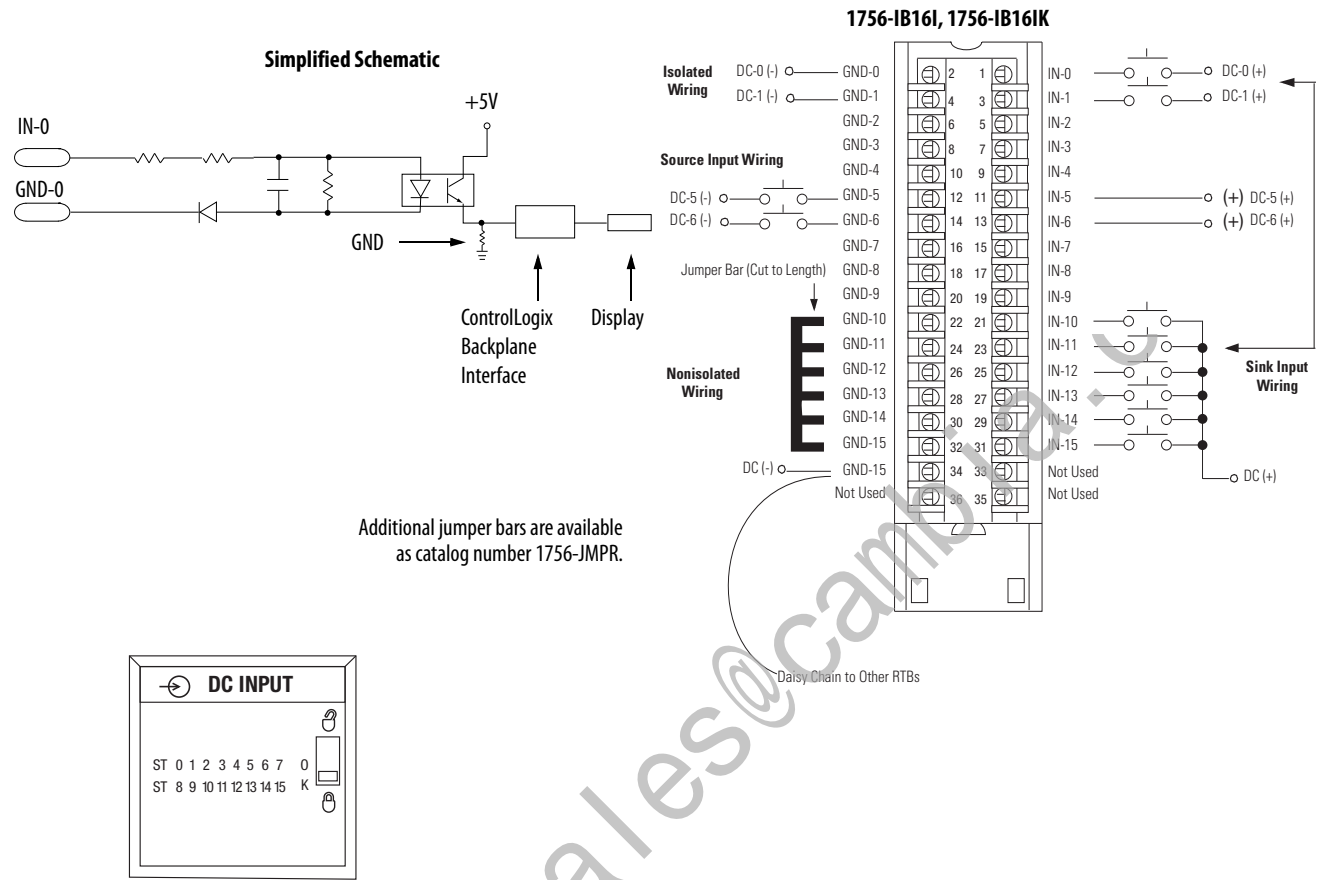 1756-IB16I, 1756-IB16IK
Simplified Schematic
+5V
IN-0
GND-0
GND
ControlLogix
Backplane
Interface
Display
Isolated
Wiring
DC-0 (-) GND-0 2 1 IN-0 DC-0 (+)
DC-1 (-) GND-1 4 3 IN-1 DC-1 (+)
GND-2 6 5 IN-2
GND-3 8 7 IN-3
Source Input Wiring
GND-4 10 9 IN-4
DC-5 (-) GND-5 12 11 IN-5 (+) DC-5 (+)
DC-6 (-) GND-6 14 13 IN-6 (+) DC-6 (+)
GND-7 16 15 IN-7
Jumper Bar (Cut to Length)
GND-8 18 17 IN-8
GND-9 20 19 IN-9
GND-10 22 21 IN-10
GND-11 24 23 IN-11
GND-12 26 25 IN-12
GND-13 28 27 IN-13
GND-14 30 29 IN-14
GND-15 32 31 IN-15
Nonisolated
Wiring
Sink Input
Wiring
DC (-) GND-15 34 33 Not Used
DC (+)
Not Used 36 35 Not Used
Additional jumper bars are available
as catalog number 1756-JMPR.
Daisy Chain to Other RTBs
DC INPUT
ST 0 1 2 3 4 5 6 7 O
ST 8 9 10 11 12 13 14 15 K
ales@cambia.c